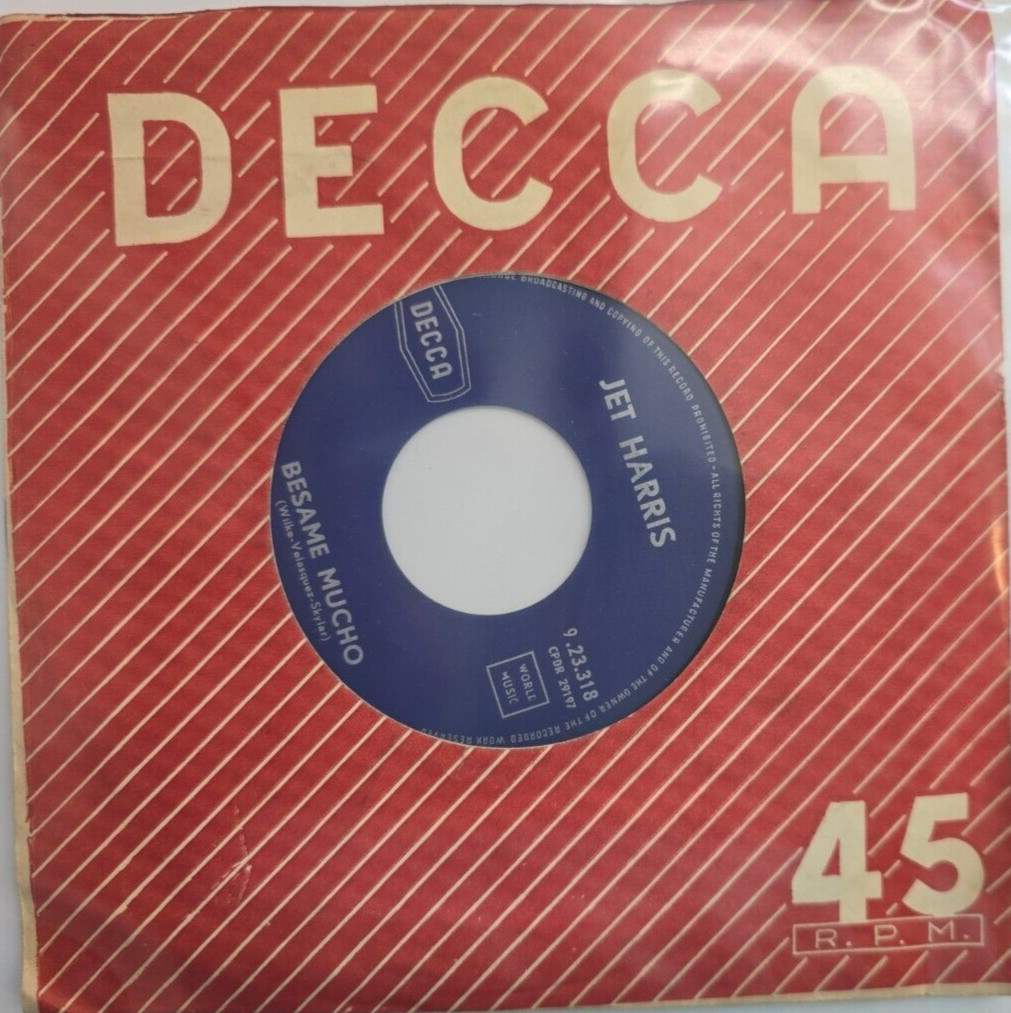 DECCA
DECCA
BROADCASTING AND COPYING OF THIS RECORD PROHIBITED - ALL RIGHTS OF THE MANUFACTURER AND OF THE OWNER OF THE RECORDED WORK RESERVED
JET HARRIS
BESAME MUCHO
(Wilke-Velasquez-Skylar)
9.23.318
CPDR 29197
WORLD
MUSIC
45
R.P.M.